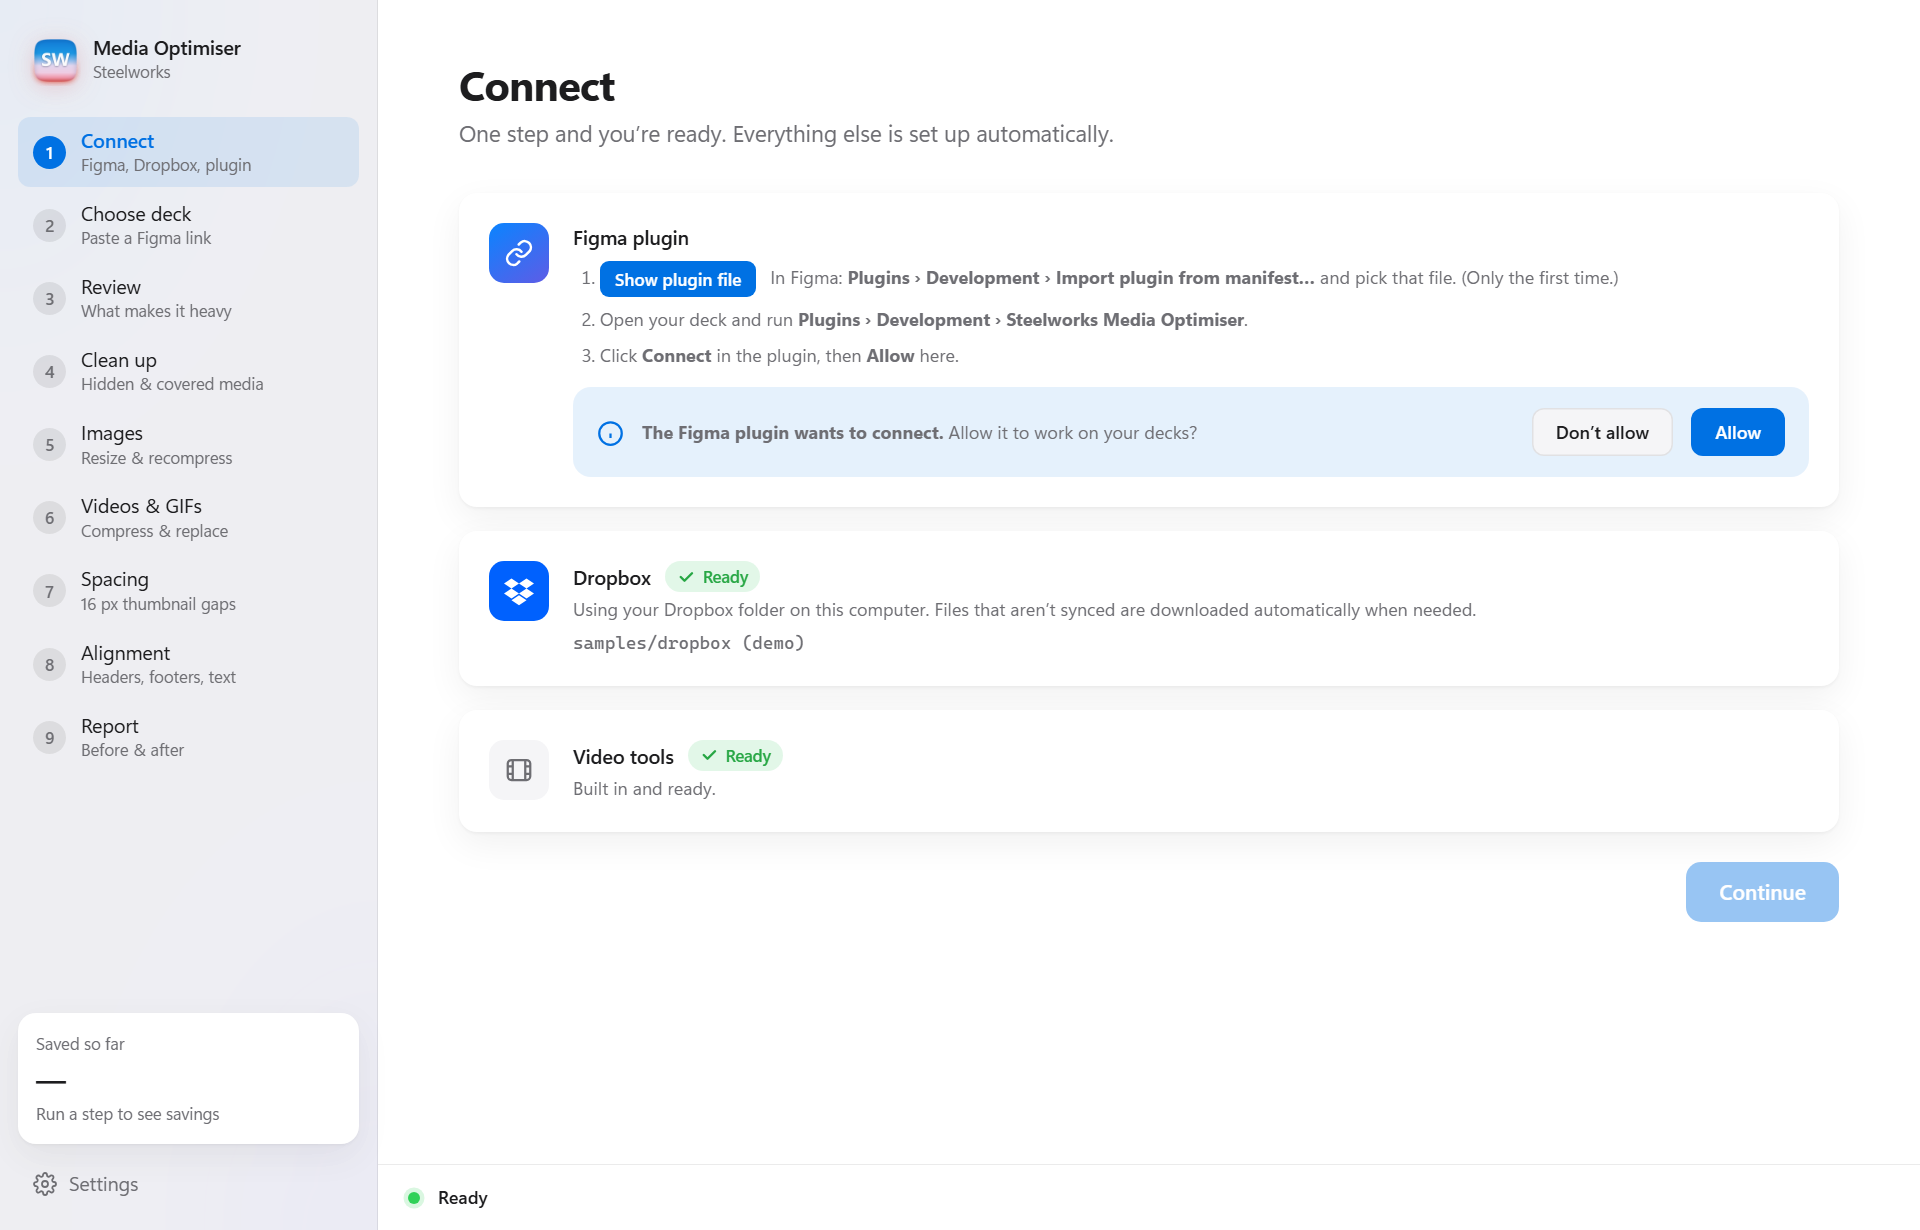 SW
Media Optimiser
Steelworks
1
Connect
Figma, Dropbox, plugin
2
Choose deck
Paste a Figma link
3
Review
What makes it heavy
4
Clean up
Hidden & covered media
5
Images
Resize & recompress
6
Videos & GIFs
Compress & replace
7
Spacing
16 px thumbnail gaps
8
Alignment
Headers, footers, text
9
Report
Before & after
Saved so far
—
Run a step to see savings
Settings
Connect
One step and you’re ready. Everything else is set up automatically.
Figma plugin
1. Show plugin file In Figma: Plugins › Development › Import plugin from manifest… and pick that file. (Only the first time.)
2. Open your deck and run Plugins › Development › Steelworks Media Optimiser.
3. Click Connect in the plugin, then Allow here.
The Figma plugin wants to connect. Allow it to work on your decks? Don’t allow Allow
Dropbox Ready
Using your Dropbox folder on this computer. Files that aren’t synced are downloaded automatically when needed.
samples/dropbox (demo)
Video tools Ready
Built in and ready.
Continue
Ready